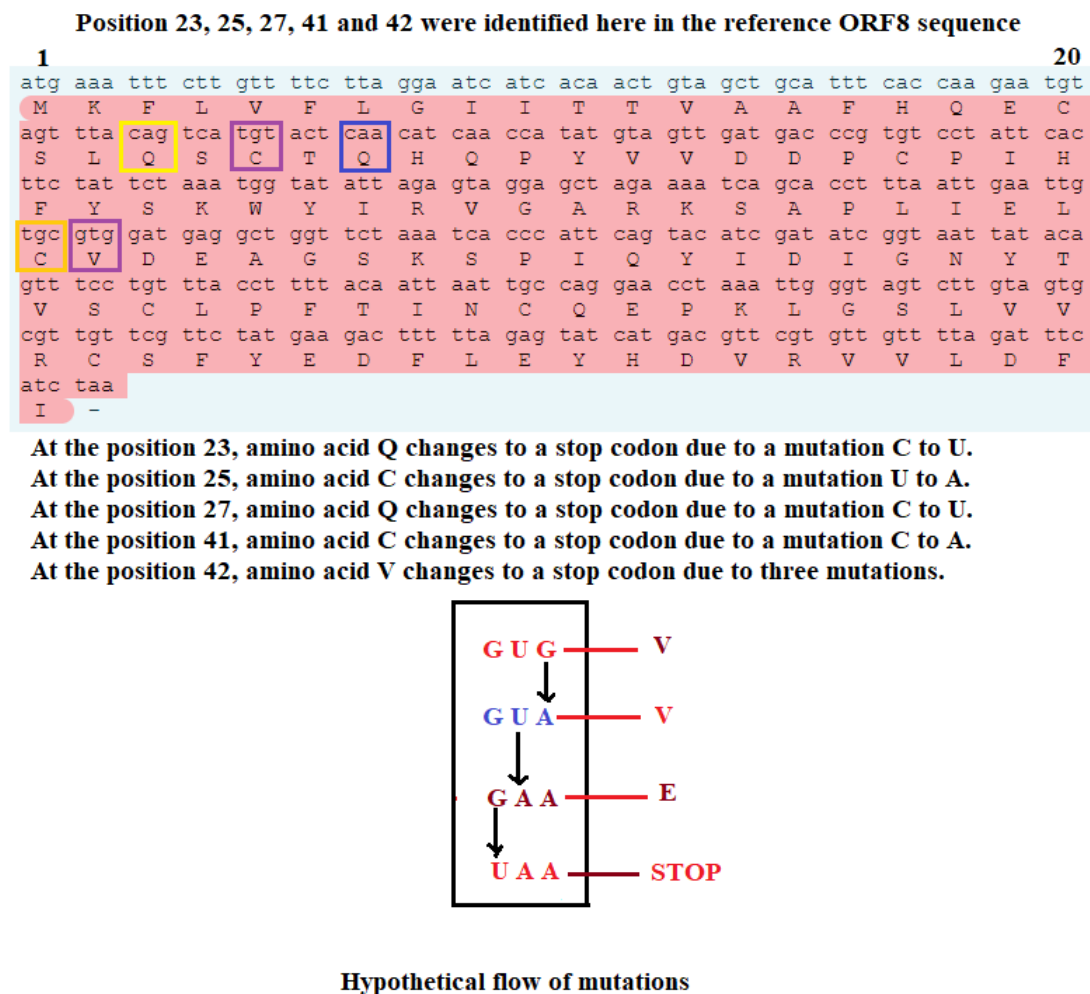 Position 23, 25, 27, 41 and 42 were identified here in the reference ORF8 sequence
1 20
atg aaa ttt ctt gtt ttc tta gga atc atc aca act gta gct gca ttt cac caa gaa tgt
M K F L V F L G I I T T V A A F H Q E C
agt tta cag tca tgt act caa cat caa cca tat gta gtt gat gac ccg tgt cct att cac
S L Q S C T Q H Q P Y V V D D P C P I H
ttc tat tct aaa tgg tat att aga gta gga gct aga aaa tca gca cct tta att gaa ttg
F Y S K W Y I R V G A R K S A P L I E L
tgc gtg gat gag gct ggt tct aaa tca ccc att cag tac atc gat atc ggt aat tat aca
C V D E A G S K S P I Q Y I D I G N Y T
gtt tcc tgt tta cct ttt aca att aat tgc cag gaa cct aaa ttg ggt agt ctt gta gtg
V S C L P F T I N C Q E P K L G S L V V
cgt tgt tcg ttc tat gaa gac ttt tta gag tat cat gac gtt cgt gtt gtt tta gat ttc
R C S F Y E D F L E Y H D V R V V L D F
atc taa
I -
At the position 23, amino acid Q changes to a stop codon due to a mutation C to U.
At the position 25, amino acid C changes to a stop codon due to a mutation U to A.
At the position 27, amino acid Q changes to a stop codon due to a mutation C to U.
At the position 41, amino acid C changes to a stop codon due to a mutation C to A.
At the position 42, amino acid V changes to a stop codon due to three mutations.
G U G V
G U A V
G A A E
U A A STOP
Hypothetical flow of mutations